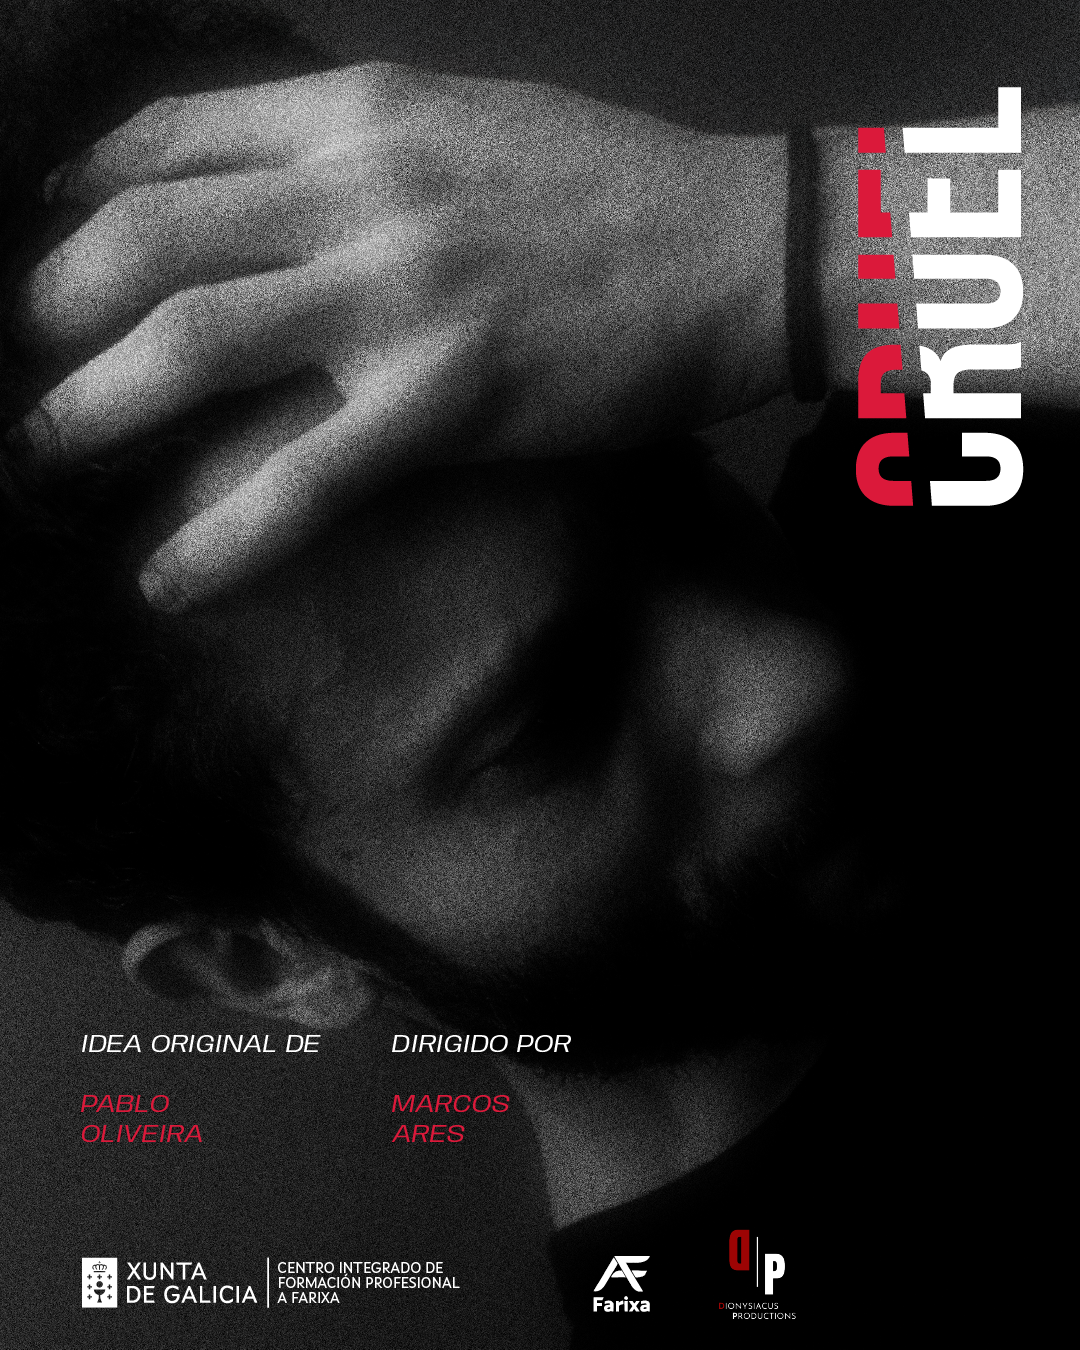 CRUEL
IDEA ORIGINAL DE
PABLO
OLIVEIRA
DIRIGIDO POR
MARCOS
ARES
XUNTA
DE GALICIA
CENTRO INTEGRADO DE
FORMACIÓN PROFESIONAL
A FARIXA
Farixa
DP
DIONYSIACUS
PRODUCTIONS